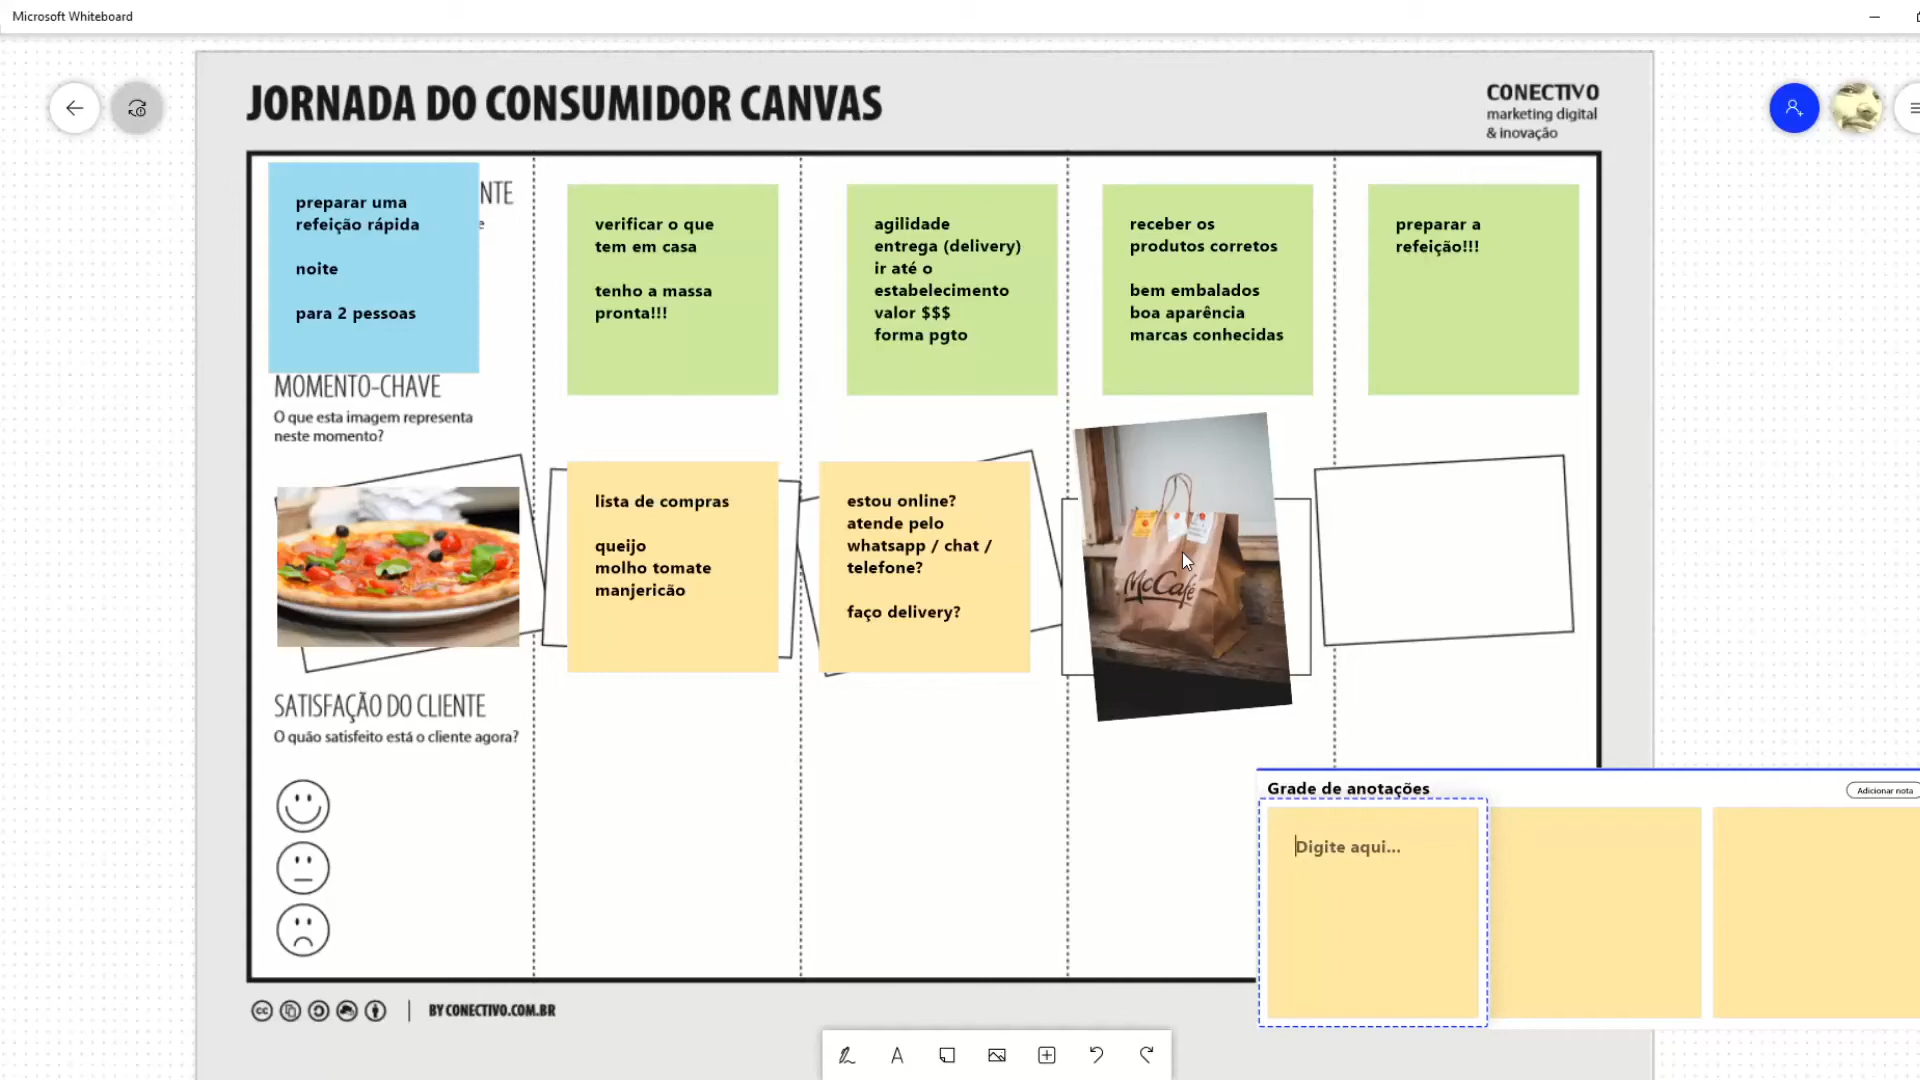 Microsoft Whiteboard
JORNADA DO CONSUMIDOR CANVAS
CONECTIVO
marketing digital
& inovação
NTE
e
preparar uma
refeição rápida
noite
para 2 pessoas
verificar o que
tem em casa
tenho a massa
pronta!!!
agilidade
entrega (delivery)
ir até o
estabelecimento
valor $$$
forma pgto
receber os
produtos corretos
bem embalados
boa aparência
marcas conhecidas
preparar a
refeição!!!
MOMENTO-CHAVE
O que esta imagem representa
neste momento?
lista de compras
queijo
molho tomate
manjericão
estou online?
atende pelo
whatsapp / chat /
telefone?
faço delivery?
McCafé
SATISFAÇÃO DO CLIENTE
O quão satisfeito está o cliente agora?
Grade de anotações
Adicionar nota
Digite aqui...
cc
BY CONECTIVO.COM.BR